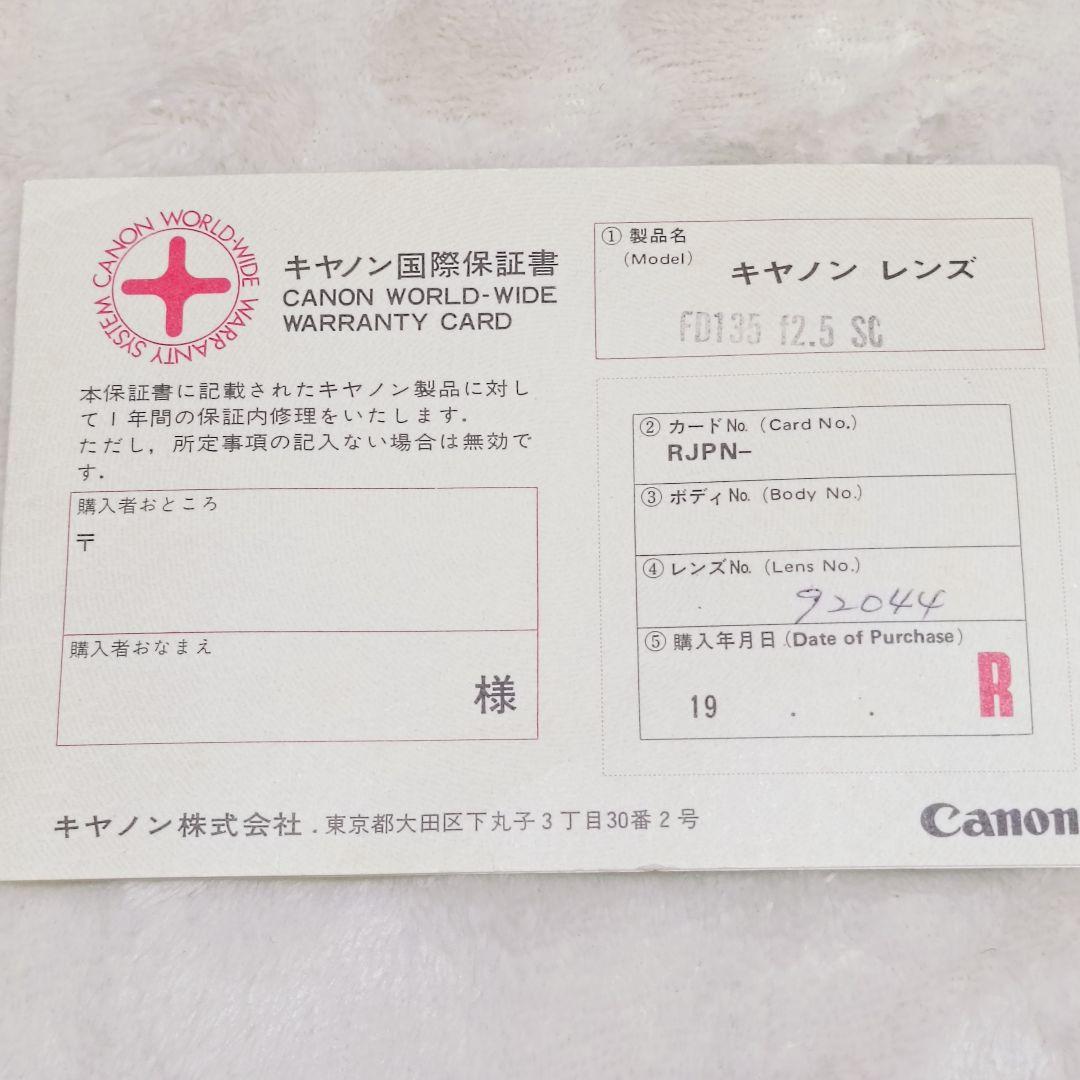 CANON WORLD-WIDE WARRANTY SYSTEM
キヤノン国際保証書
CANON WORLD-WIDE
WARRANTY CARD
本保証書に記載されたキヤノン製品に対し
て1年間の保証内修理をいたします.
ただし,所定事項の記入ない場合は無効で
す.
購入者おところ
〒
購入者おなまえ
様
① 製品名
(Model)
キヤノン レンズ
FD135 f2.5 SC
② カードNo. (Card No.)
RJPN-
③ ボディNo. (Body No.)
④ レンズNo. (Lens No.)
92044
⑤ 購入年月日 (Date of Purchase)
19 . .
R
キヤノン株式会社 . 東京都大田区下丸子3丁目30番2号
Canon